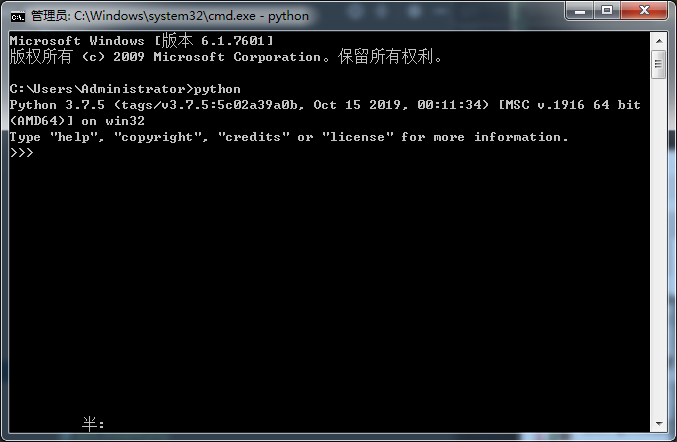 管理员: C:\Windows\system32\cmd.exe - python
Microsoft Windows [版本 6.1.7601]
版权所有 (c) 2009 Microsoft Corporation。保留所有权利。
C:\Users\Administrator>python
Python 3.7.5 (tags/v3.7.5:5c02a39a0b, Oct 15 2019, 00:11:34) [MSC v.1916 64 bit
(AMD64)] on win32
Type "help", "copyright", "credits" or "license" for more information.
>>>
半: